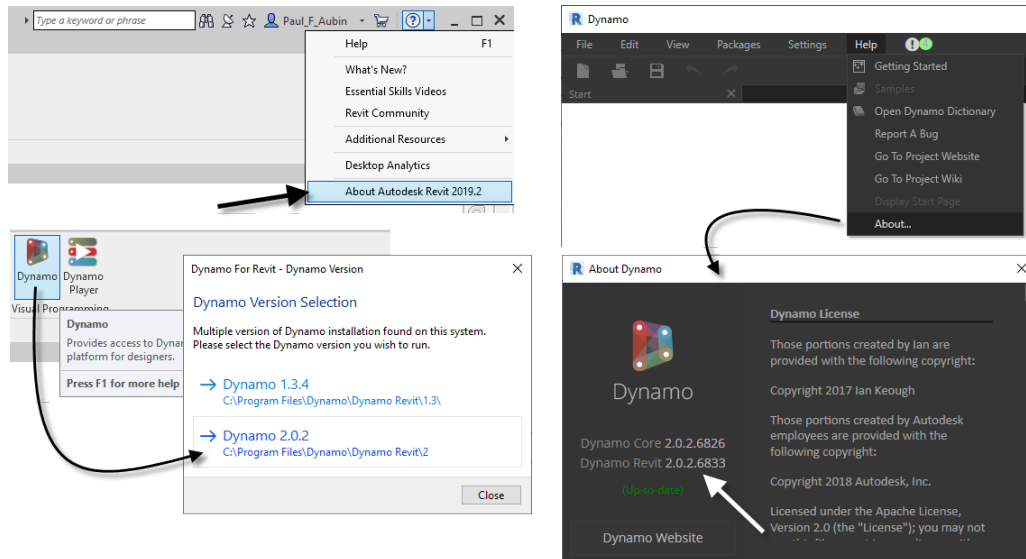 Type a keyword or phrase
Paul_F_Aubin
?
Help F1
What's New?
Essential Skills Videos
Revit Community
Additional Resources
Desktop Analytics
About Autodesk Revit 2019.2
Dynamo
Dynamo
Player
Visual Programming
Dynamo
Provides access to
platform for designers.
Press F1 for more help
Dynamo For Revit - Dynamo Version
Dynamo Version Selection
Multiple version of Dynamo installation found on this system.
Please select the Dynamo version you wish to run.
Dynamo 1.3.4
C:\Program Files\Dynamo\Dynamo Revit\1.3\
Dynamo 2.0.2
C:\Program Files\Dynamo\Dynamo Revit\2
Close
R Dynamo
File Edit View Packages Settings Help
Start
Getting Started
Samples
Open Dynamo Dictionary
Report A Bug
Go To Project Website
Go To Project Wiki
Display Start Page
About...
R About Dynamo
Dynamo
Dynamo Core 2.0.2.6826
Dynamo Revit 2.0.2.6833
(Up-to-date)
Dynamo Website
Dynamo License
Those portions created by Ian are
provided with the following copyright:
Copyright 2017 Ian Keough
Those portions created by Autodesk
employees are provided with the
following copyright:
Copyright 2018 Autodesk, Inc.
Licensed under the Apache License,
Version 2.0 (the "License"); you may not